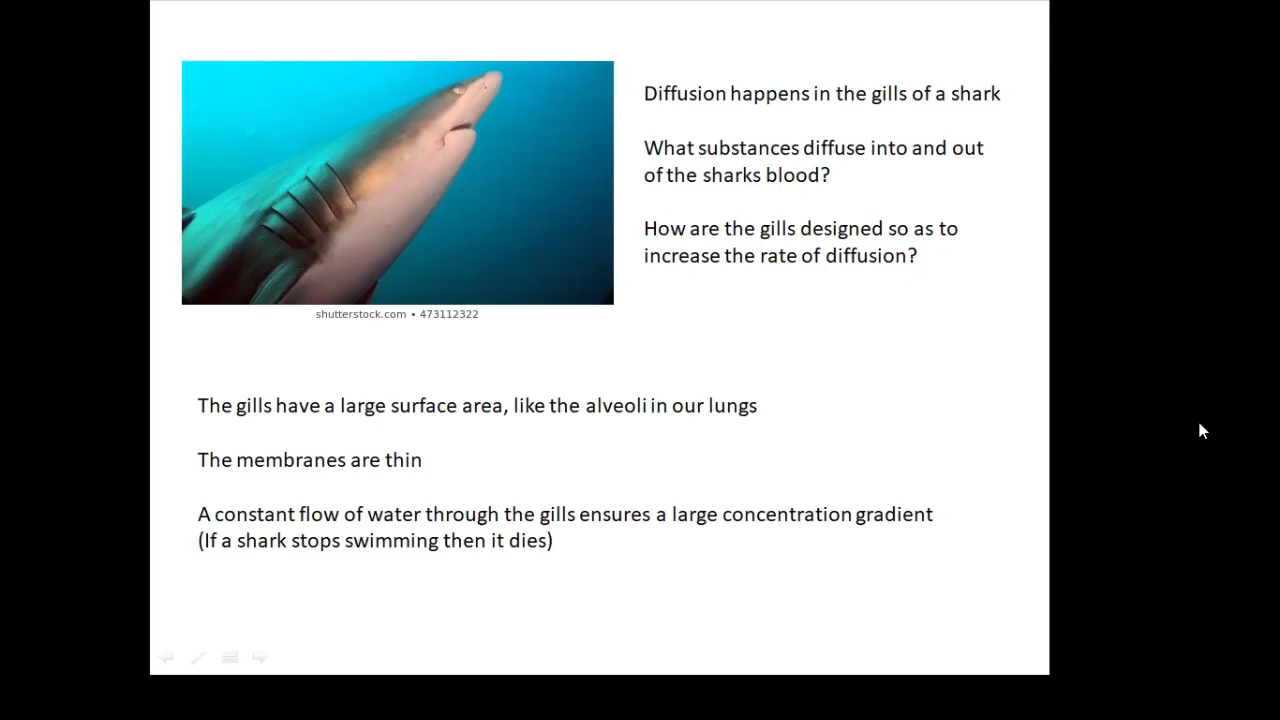 Diffusion happens in the gills of a shark
What substances diffuse into and out
of the sharks blood?
How are the gills designed so as to
increase the rate of diffusion?
shutterstock.com • 473112322
The gills have a large surface area, like the alveoli in our lungs
The membranes are thin
A constant flow of water through the gills ensures a large concentration gradient
(If a shark stops swimming then it dies)